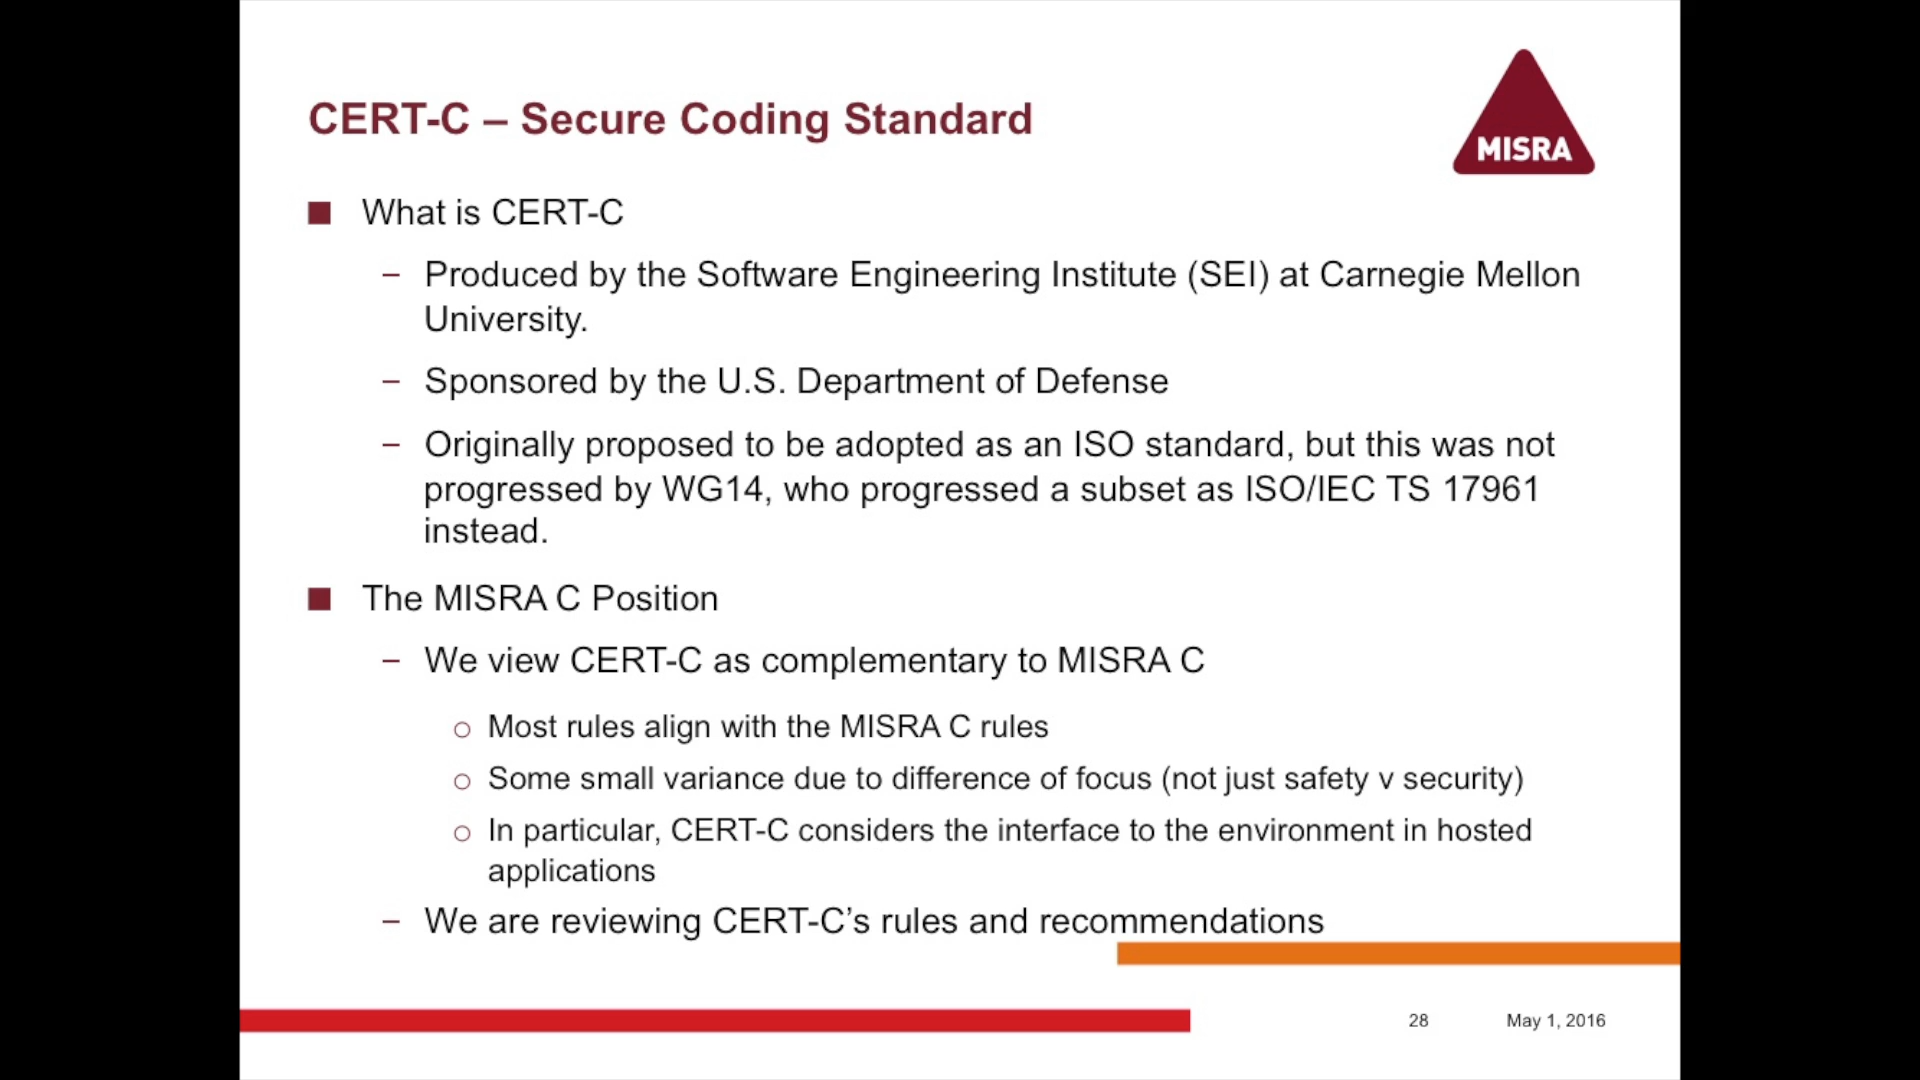 CERT-C – Secure Coding Standard
MISRA
What is CERT-C
– Produced by the Software Engineering Institute (SEI) at Carnegie Mellon
University.
– Sponsored by the U.S. Department of Defense
– Originally proposed to be adopted as an ISO standard, but this was not
progressed by WG14, who progressed a subset as ISO/IEC TS 17961
instead.
The MISRA C Position
– We view CERT-C as complementary to MISRA C
Most rules align with the MISRA C rules
Some small variance due to difference of focus (not just safety v security)
In particular, CERT-C considers the interface to the environment in hosted
applications
– We are reviewing CERT-C’s rules and recommendations
28 May 1, 2016